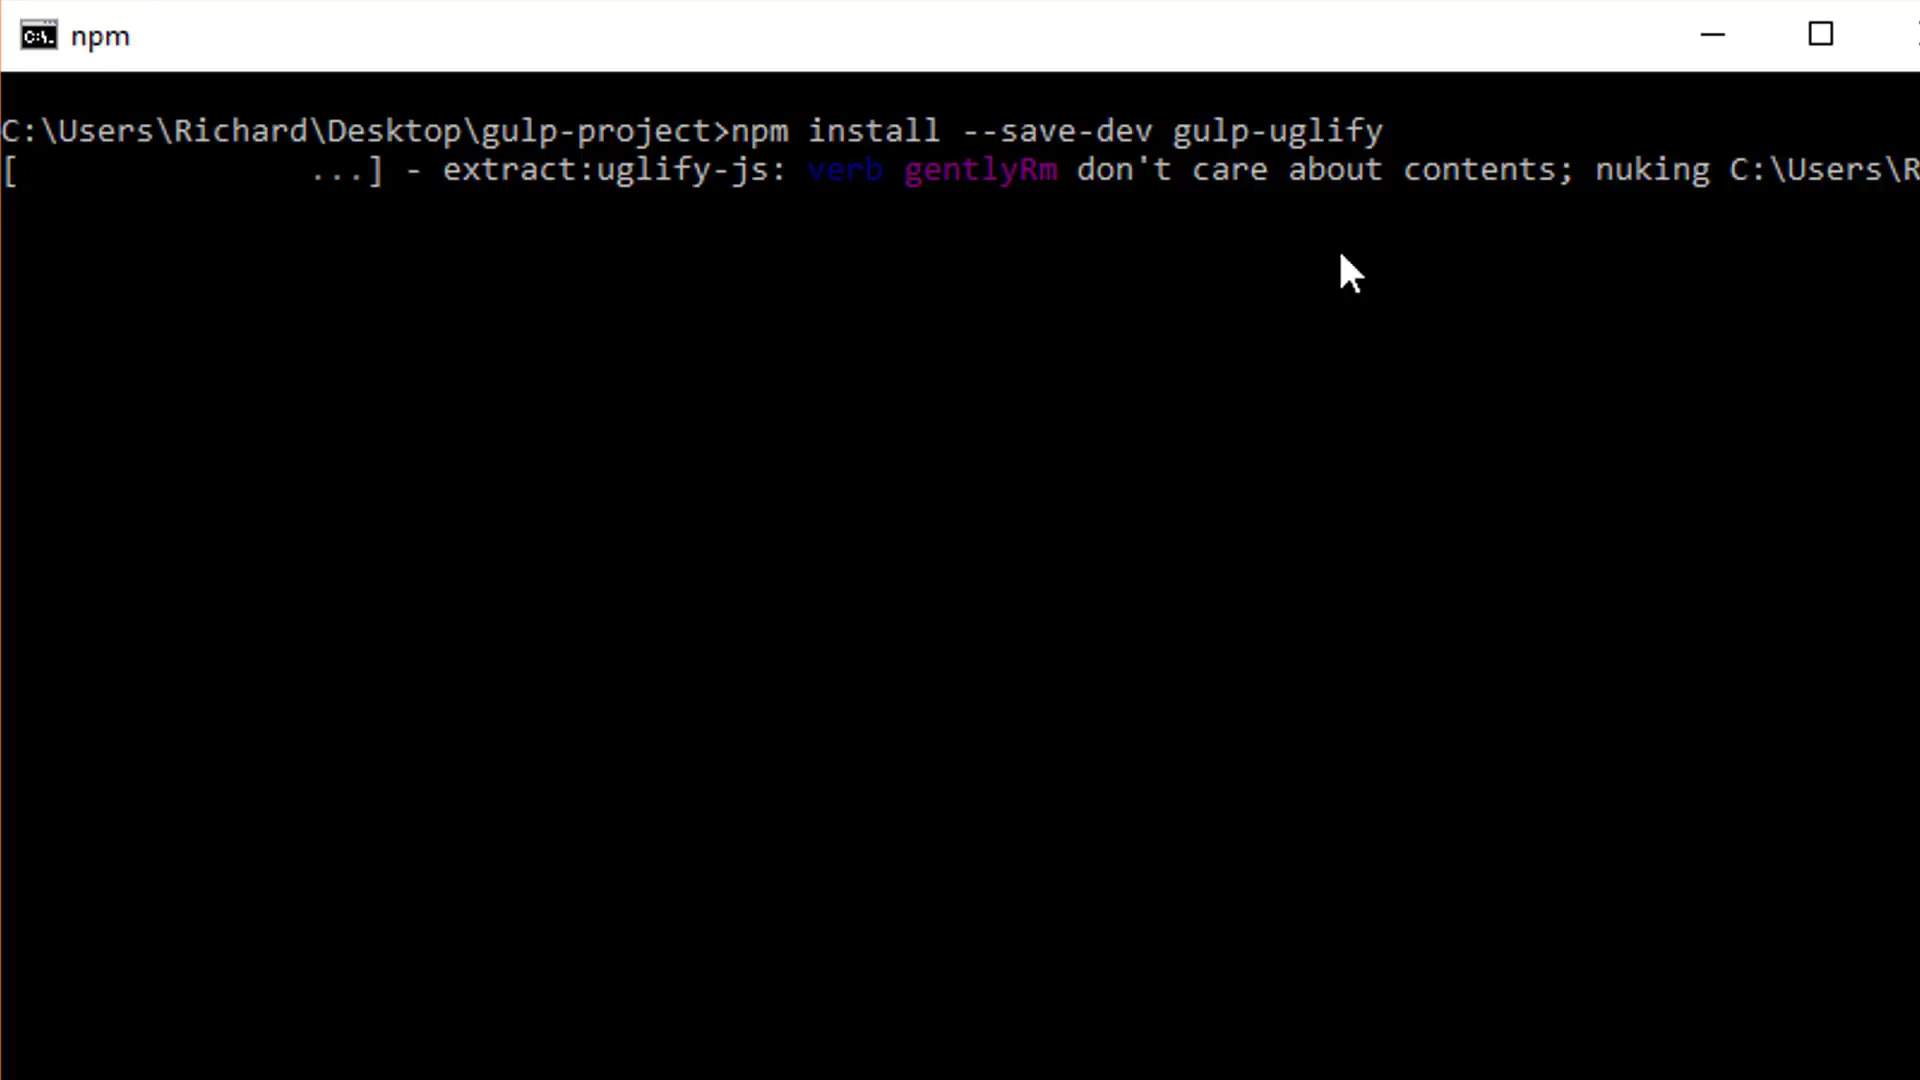 npm
C:\Users\Richard\Desktop\gulp-project>npm install --save-dev gulp-uglify
[ ...] - extract:uglify-js: verb gentlyRm don't care about contents; nuking C:\Users\R